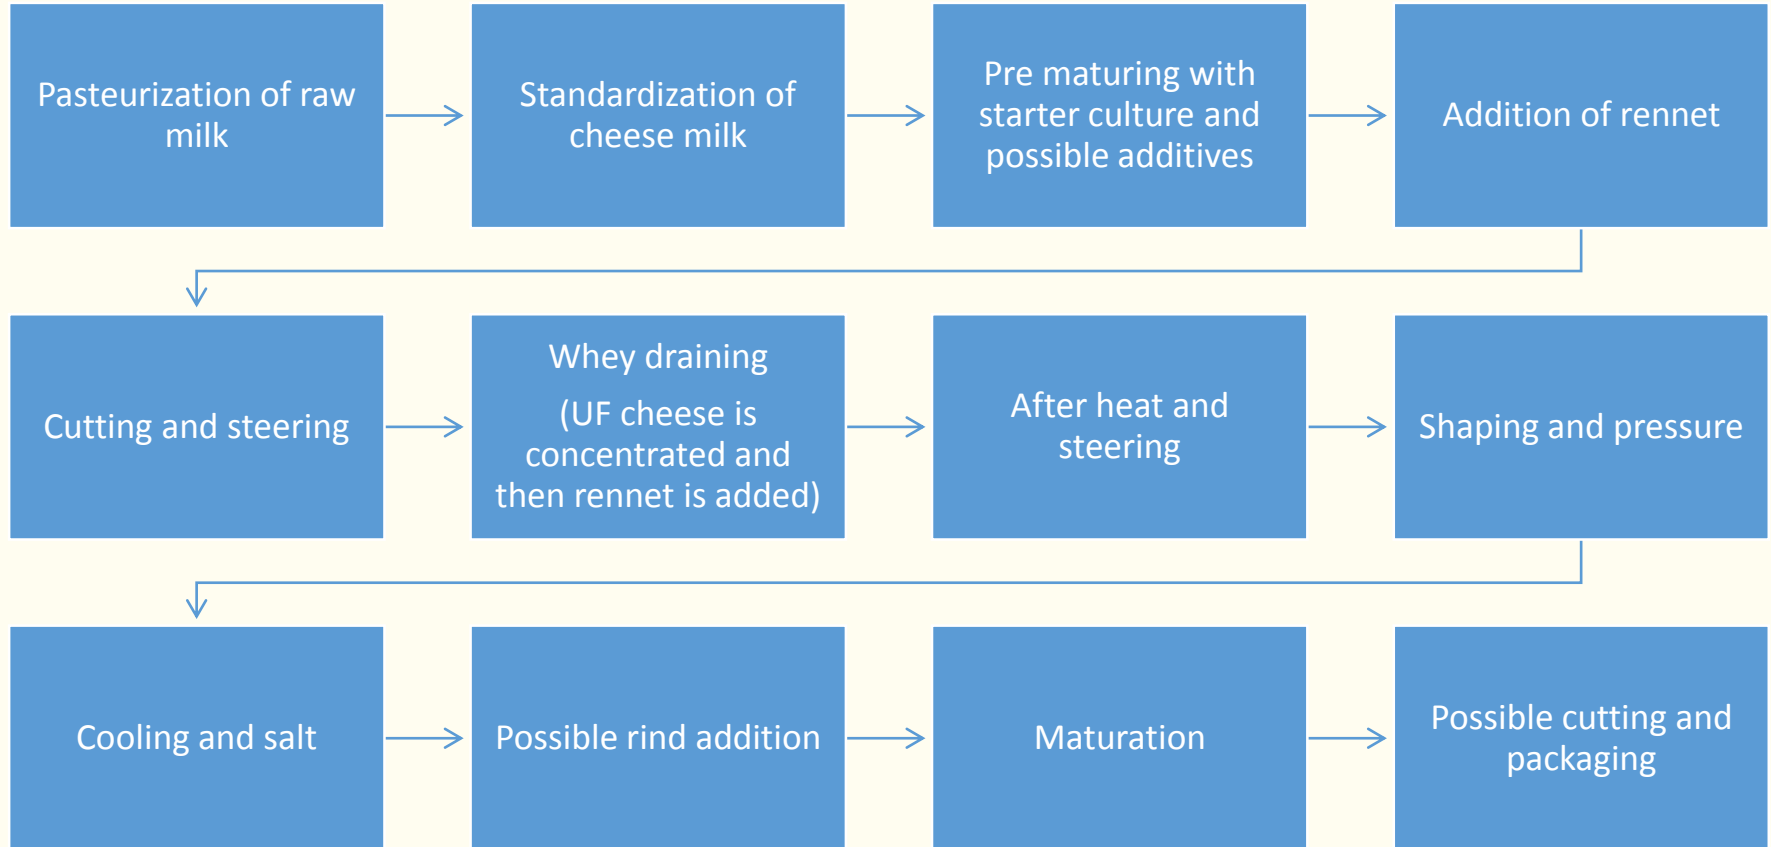 Pasteurization of raw
milk
Standardization of
cheese milk
Pre maturing with
starter culture and
possible additives
Addition of rennet
Cutting and steering
Whey draining
(UF cheese is
concentrated and
then rennet is added)
After heat and
steering
Shaping and pressure
Cooling and salt
Possible rind addition
Maturation
Possible cutting and
packaging